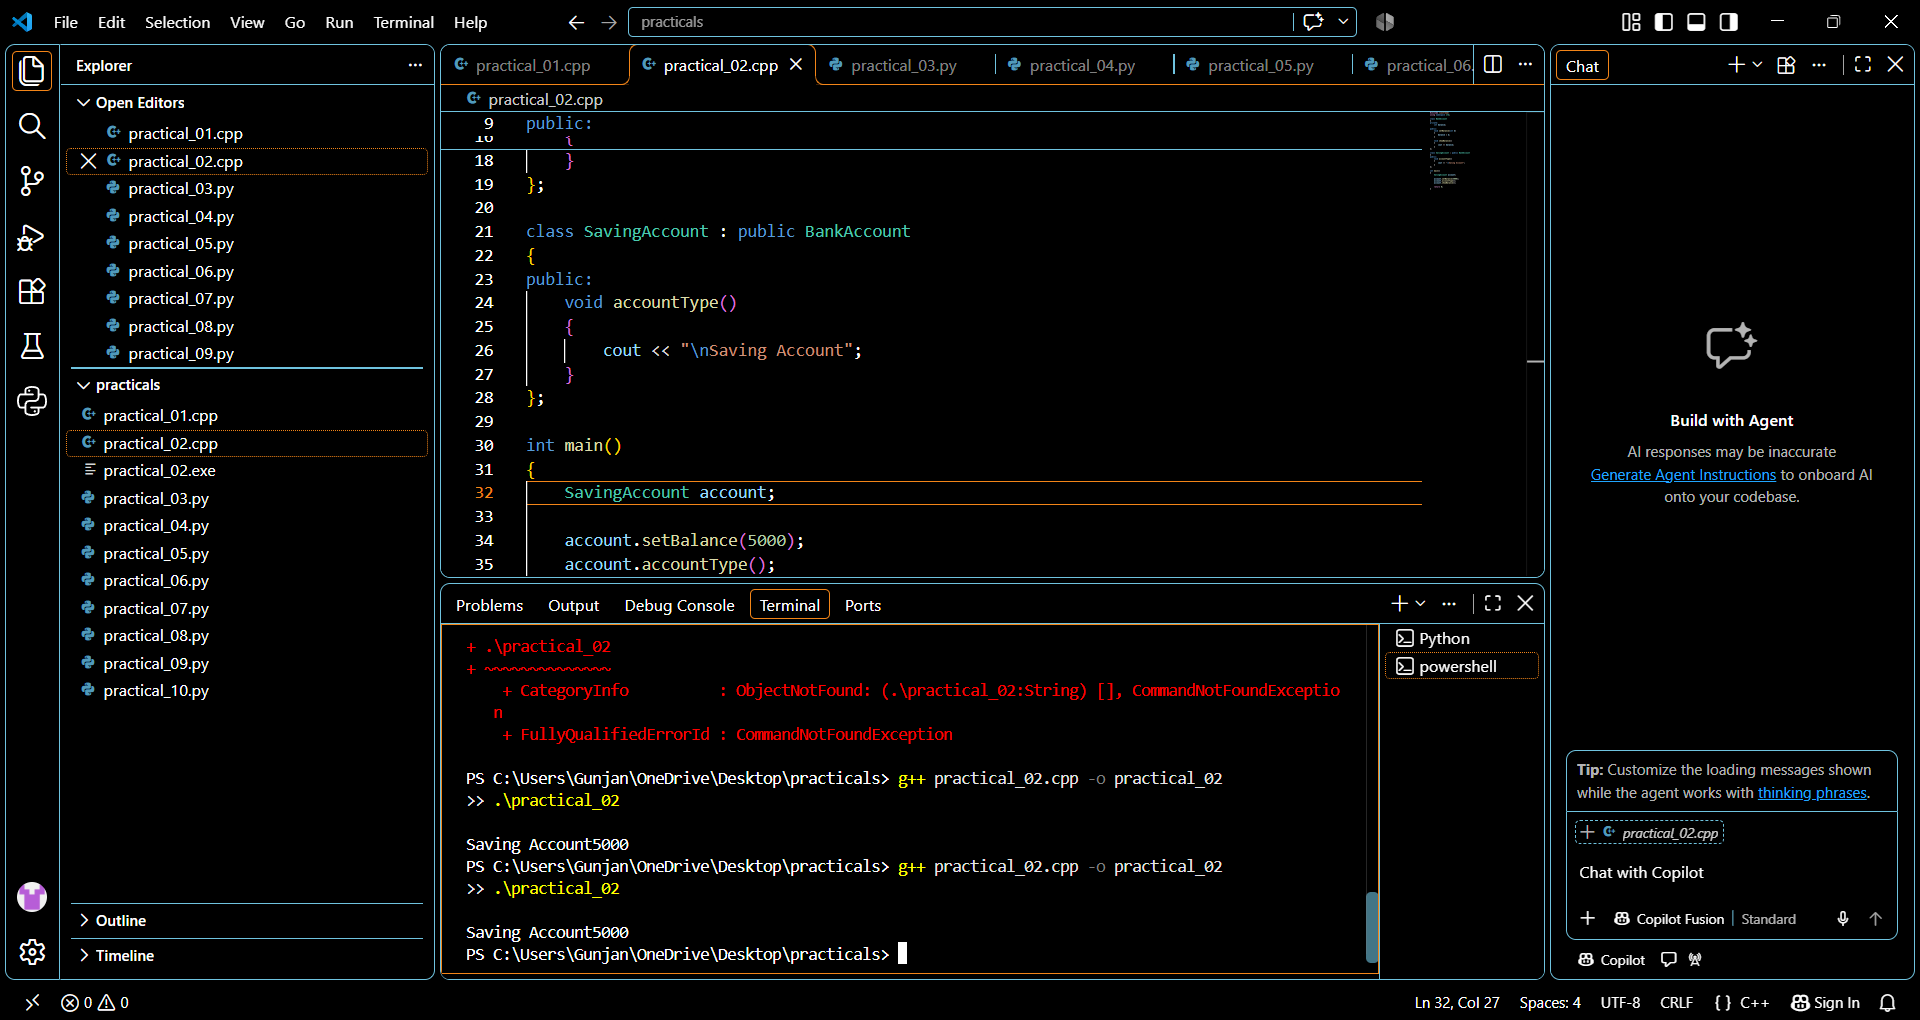 File Edit Selection View Go Run Terminal Help
practicals
Explorer
Open Editors
practical_01.cpp
practical_02.cpp
practical_03.py
practical_04.py
practical_05.py
practical_06.py
practical_07.py
practical_08.py
practical_09.py
practicals
practical_01.cpp
practical_02.cpp
practical_02.exe
practical_03.py
practical_04.py
practical_05.py
practical_06.py
practical_07.py
practical_08.py
practical_09.py
practical_10.py
Outline
Timeline
practical_01.cpp practical_02.cpp practical_03.py practical_04.py practical_05.py practical_06.
practical_02.cpp
9 public:
16 {
18 }
19 };
20
21 class SavingAccount : public BankAccount
22 {
23 public:
24 void accountType()
25 {
26 cout << "\nSaving Account";
27 }
28 };
29
30 int main()
31 {
32 SavingAccount account;
33
34 account.setBalance(5000);
35 account.accountType();
Problems Output Debug Console Terminal Ports
+ .\practical_02
+ ~~~~~~~~~~~~~~
+ CategoryInfo : ObjectNotFound: (.\practical_02:String) [], CommandNotFoundExceptio
n
+ FullyQualifiedErrorId : CommandNotFoundException
PS C:\Users\Gunjan\OneDrive\Desktop\practicals> g++ practical_02.cpp -o practical_02
>> .\practical_02
Saving Account5000
PS C:\Users\Gunjan\OneDrive\Desktop\practicals> g++ practical_02.cpp -o practical_02
>> .\practical_02
Saving Account5000
PS C:\Users\Gunjan\OneDrive\Desktop\practicals>
Python
powershell
Chat
Build with Agent
AI responses may be inaccurate
Generate Agent Instructions to onboard AI
onto your codebase.
Tip: Customize the loading messages shown
while the agent works with thinking phrases.
practical_02.cpp
Chat with Copilot
Copilot Fusion Standard
Copilot
0 0
Ln 32, Col 27 Spaces: 4 UTF-8 CRLF {} C++ Sign In